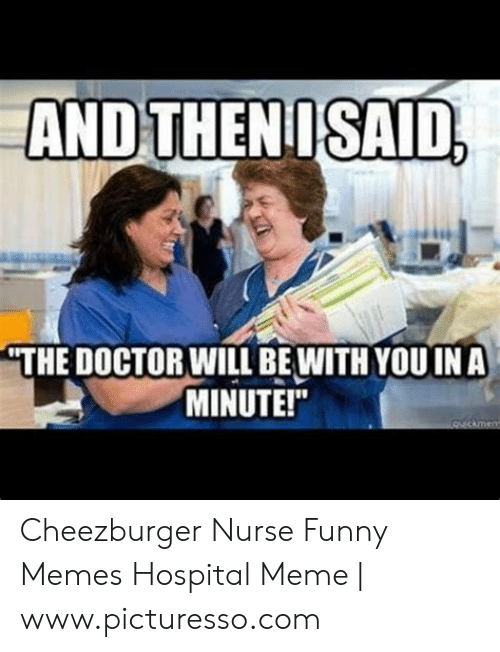 AND THEN I SAID,
"THE DOCTOR WILL BE WITH YOU IN A
MINUTE!"
quickmem
Cheezburger Nurse Funny
Memes Hospital Meme |
www.picturesso.com